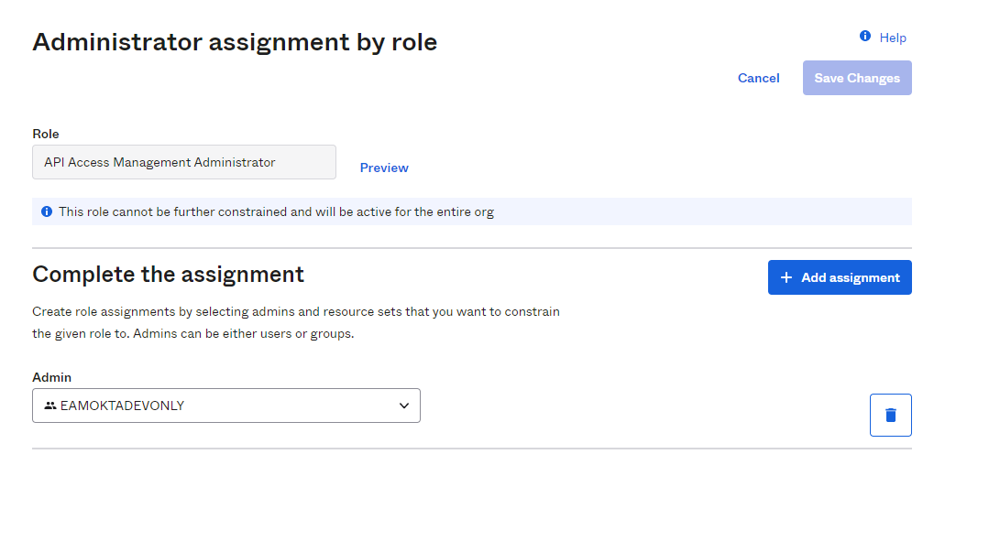 Administrator assignment by role
Help
Cancel
Save Changes
Role
API Access Management Administrator
Preview
This role cannot be further constrained and will be active for the entire org
Complete the assignment
Add assignment
Create role assignments by selecting admins and resource sets that you want to constrain
the given role to. Admins can be either users or groups.
Admin
EAMOKTADEVONLY